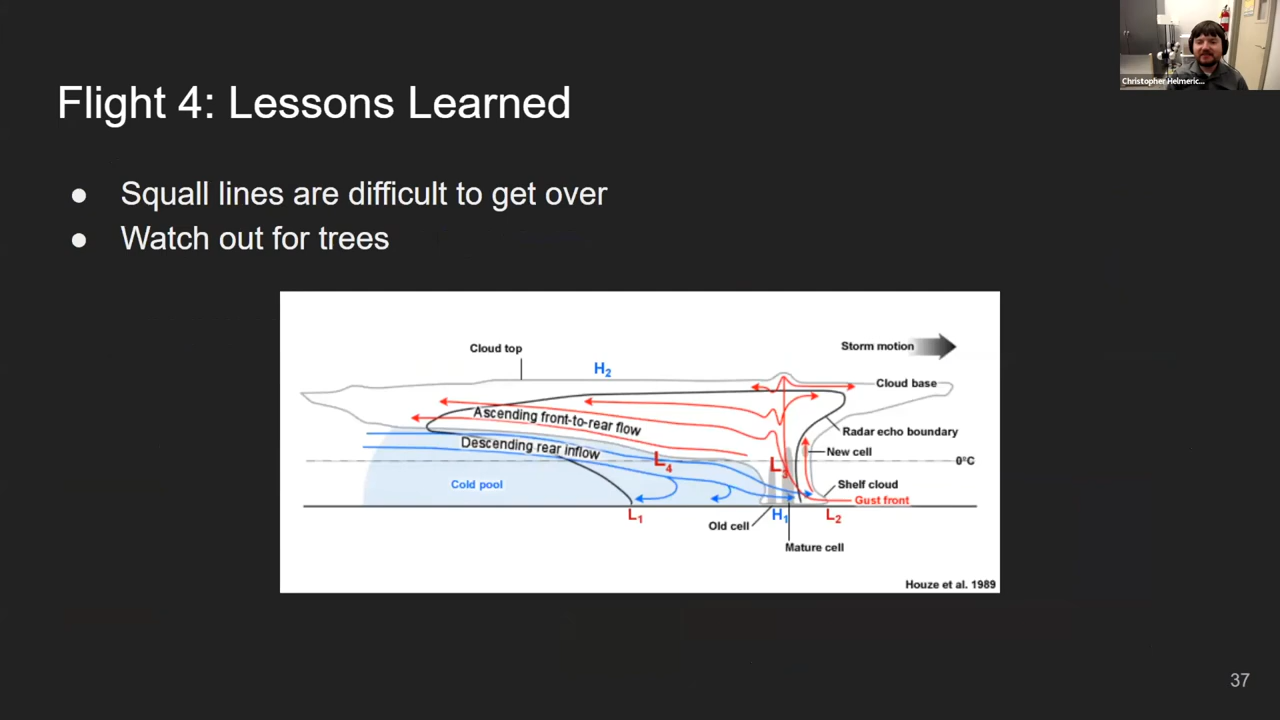 Christopher Helmeric...
Flight 4: Lessons Learned
● Squall lines are difficult to get over
● Watch out for trees
Storm motion
Cloud top
H2
Cloud base
Ascending front-to-rear flow
Radar echo boundary
Descending rear inflow
New cell
L4
L3
0°C
Cold pool
Shelf cloud
Gust front
L1
H1
L2
Old cell
Mature cell
Houze et al. 1989
37